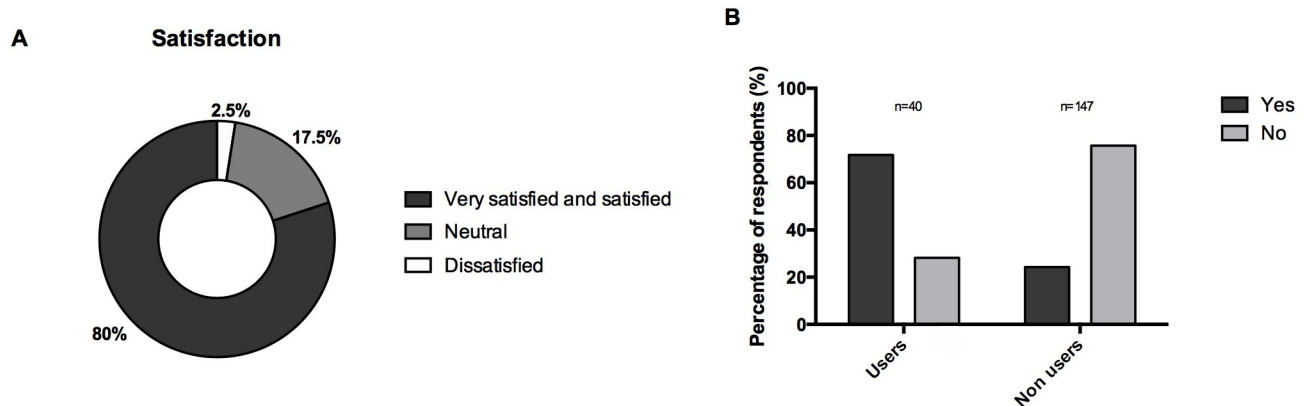 A
Satisfaction
2.5%
17.5%
80%
Very satisfied and satisfied
Neutral
Dissatisfied
B
Percentage of respondents (%)
100
80
60
40
20
0
n=40
n=147
Users
Non users
Yes
No